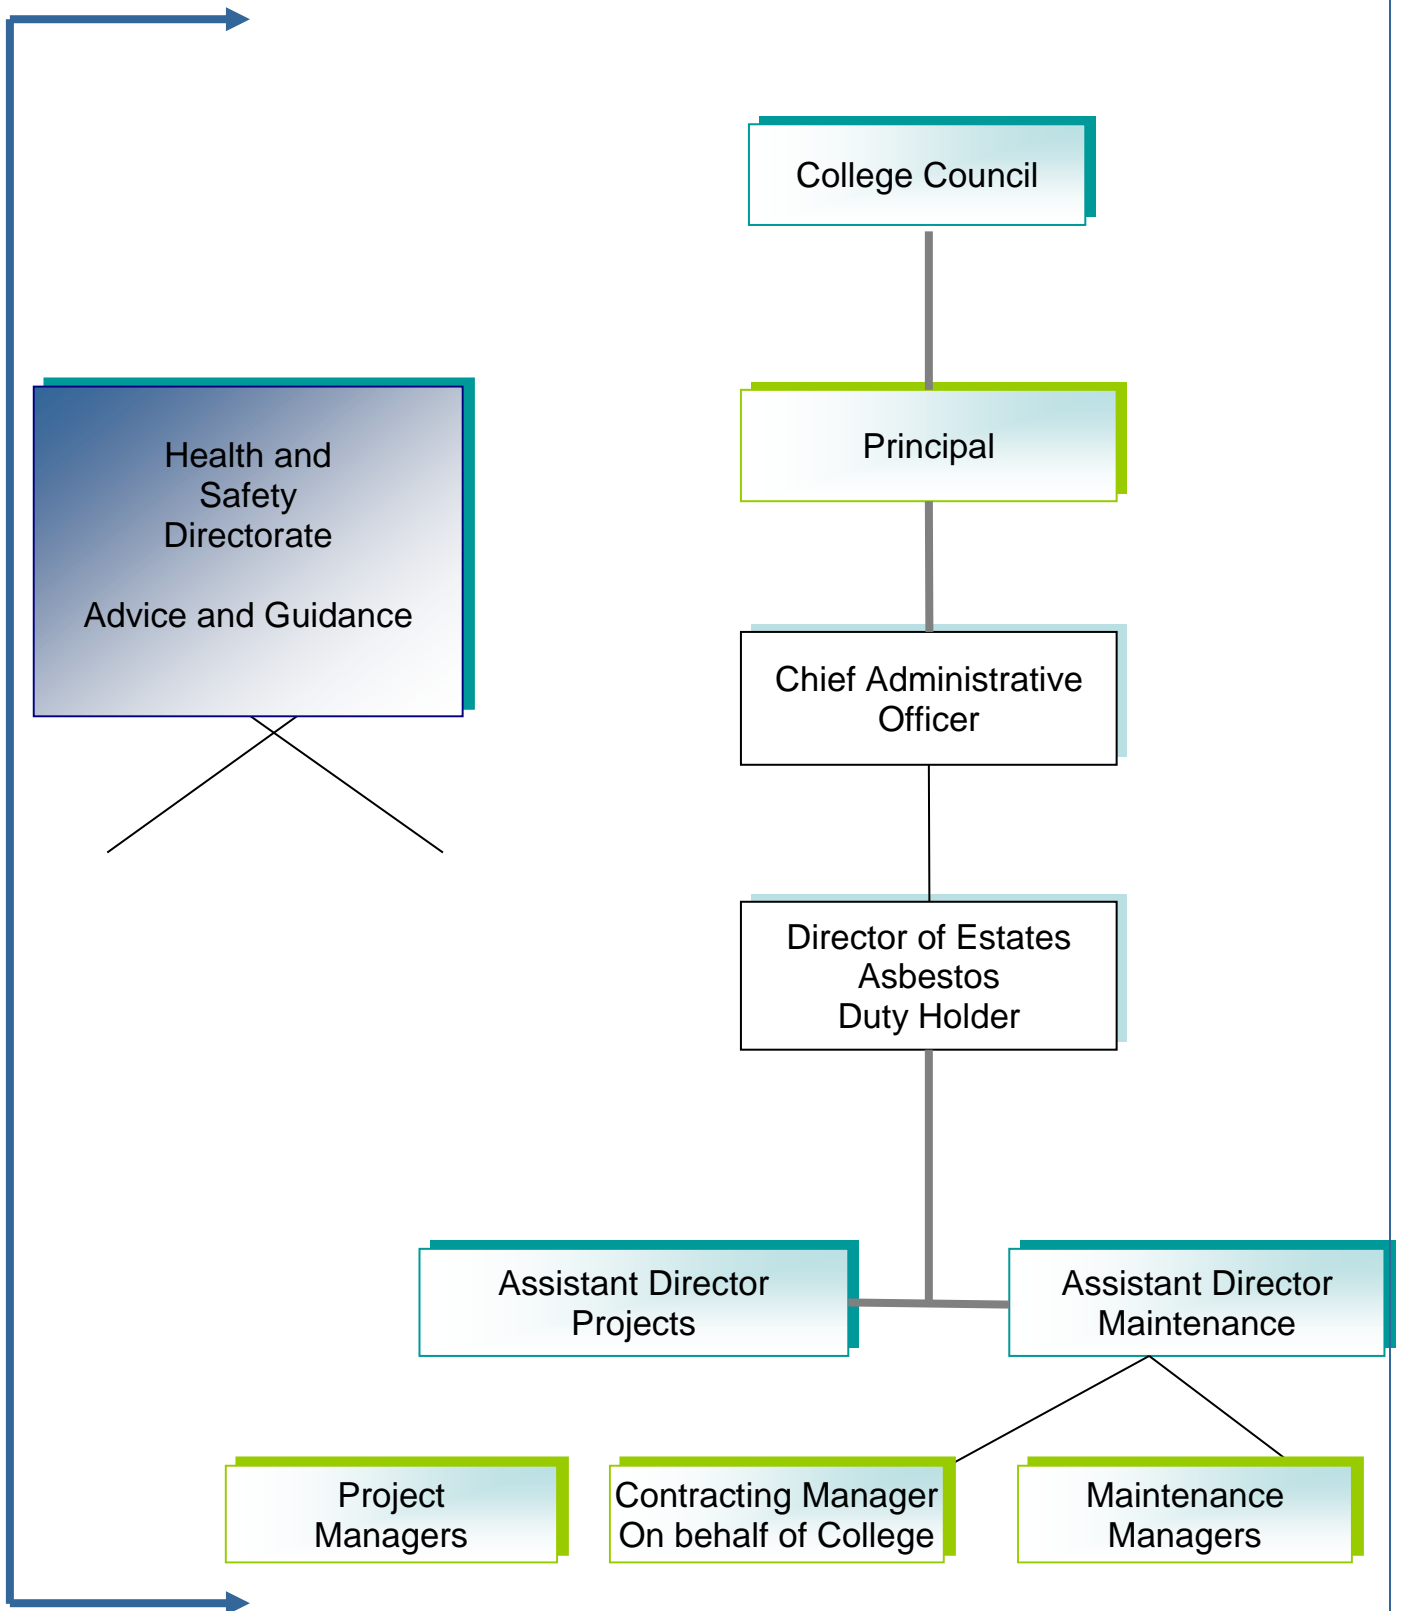 College Council
Principal
Health and
Safety
Directorate
Advice and Guidance
Chief Administrative
Officer
Director of Estates
Asbestos
Duty Holder
Assistant Director
Projects
Assistant Director
Maintenance
Project
Managers
Contracting Manager
On behalf of College
Maintenance
Managers